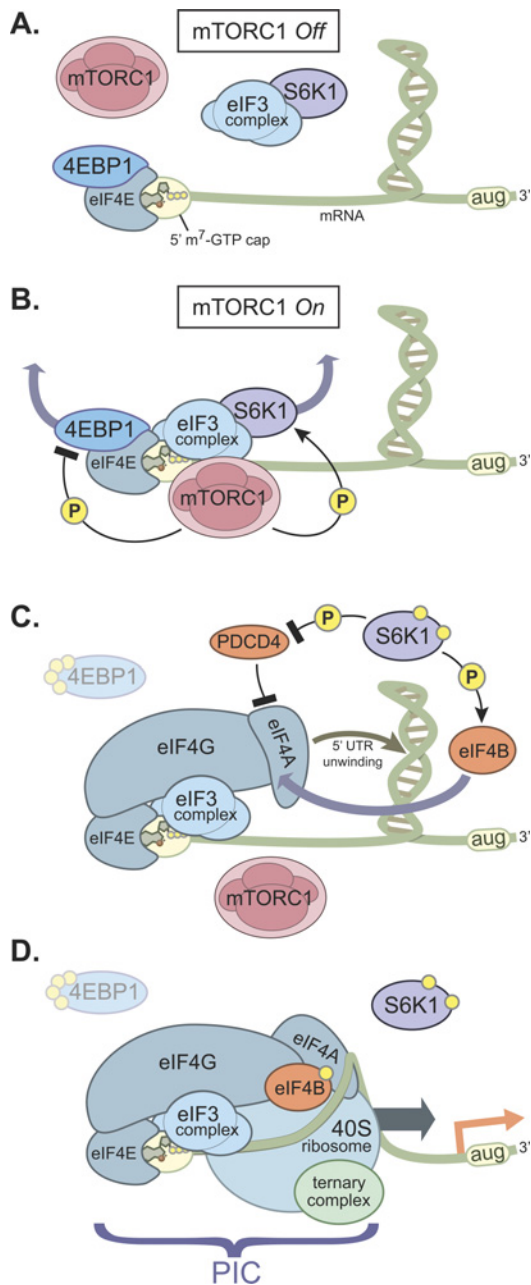 A.
mTORC1 Off
mTORC1
S6K1
eIF3
complex
4EBP1
eIF4E
mRNA
aug 3'
5' m7-GTP cap
B.
mTORC1 On
S6K1
4EBP1
eIF3
complex
eIF4E
mTORC1
aug 3'
P
P
C.
P
S6K1
PDCD4
4EBP1
P
eIF4G
eIF4A
5' UTR
unwinding
eIF4B
eIF3
complex
eIF4E
aug 3'
mTORC1
D.
4EBP1
S6K1
eIF4A
eIF4G
eIF4B
eIF3
complex
40S
ribosome
eIF4E
aug 3'
ternary
complex
PIC